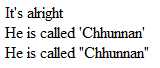 It's alright
He is called 'Chhunnan'
He is called "Chhunnan"